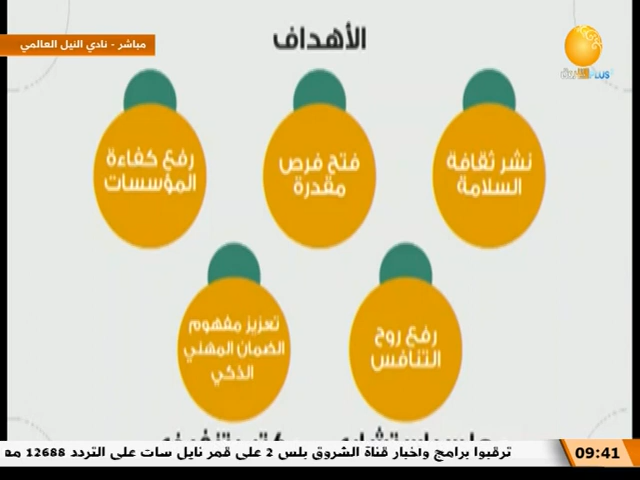 الأهداف
مباشر - نادي النيل العالمي
PLUS
نشر ثقافة
السلامة
فتح فرص
مقدرة
رفع كفاءة
المؤسسات
رفع روح
التنافس
تعزيز مفهوم
الضمان المهني
الذكي
ترقبوا برامج واخبار قناة الشروق بلس 2 على قمر نايل سات على التردد 12688
09:41